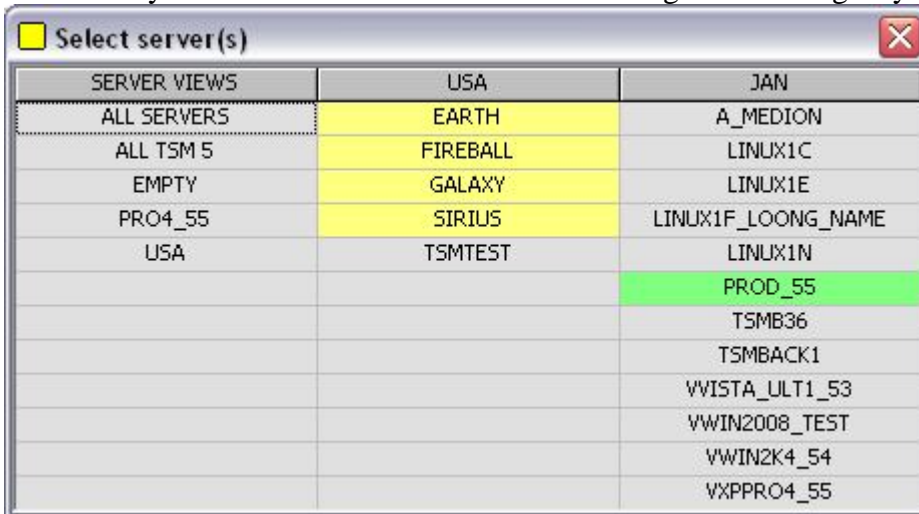 Select server(s)
SERVER VIEWS USA JAN
ALL SERVERS EARTH A_MEDION
ALL TSM 5 FIREBALL LINUX1C
EMPTY GALAXY LINUX1E
PRO4_55 SIRIUS LINUX1F_LOONG_NAME
USA TSMTEST LINUX1N
PROD_55
TSMB36
TSMBACK1
VVISTA_ULT1_53
VWIN2008_TEST
VWIN2K4_54
VXPPRO4_55